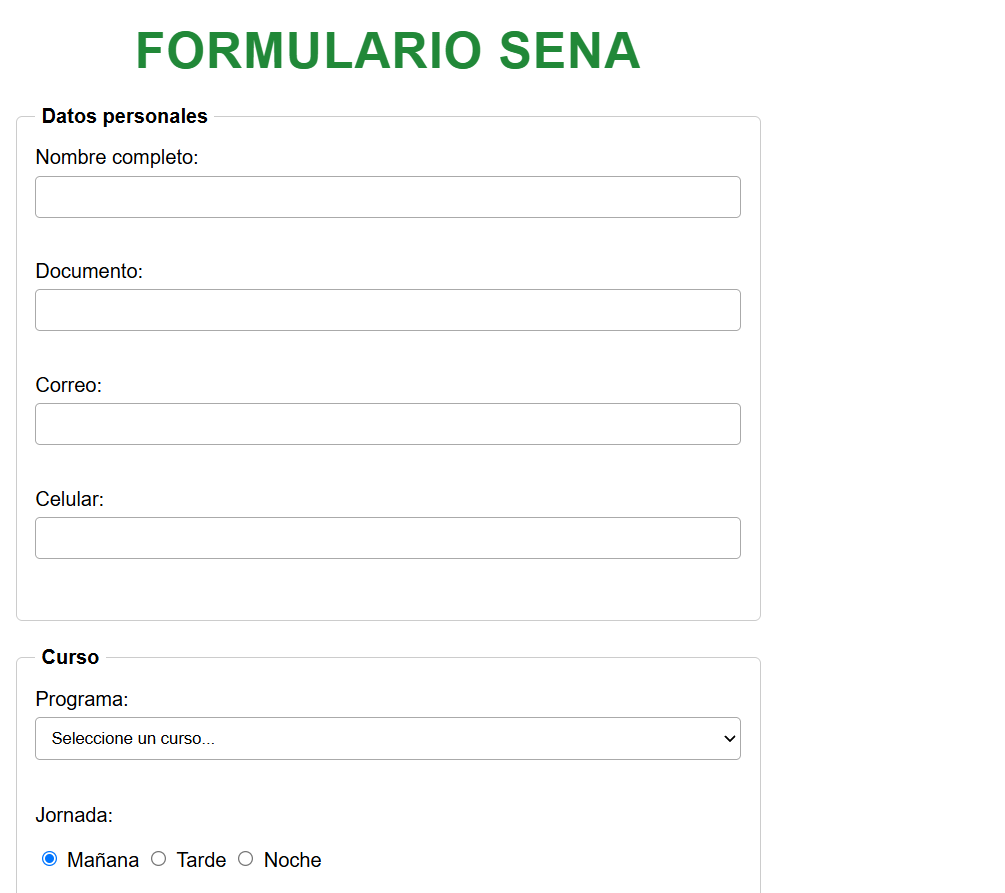 FORMULARIO SENA
Datos personales
Nombre completo:
Documento:
Correo:
Celular:
Curso
Programa:
Seleccione un curso...
Jornada:
Mañana Tarde Noche